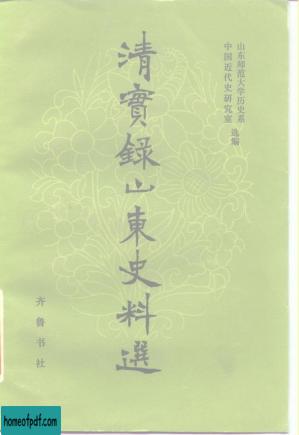 山东师范大学历史系
中国近代史研究室 选编
清實錄山東史料選
齐鲁书社
homeofpdf.com